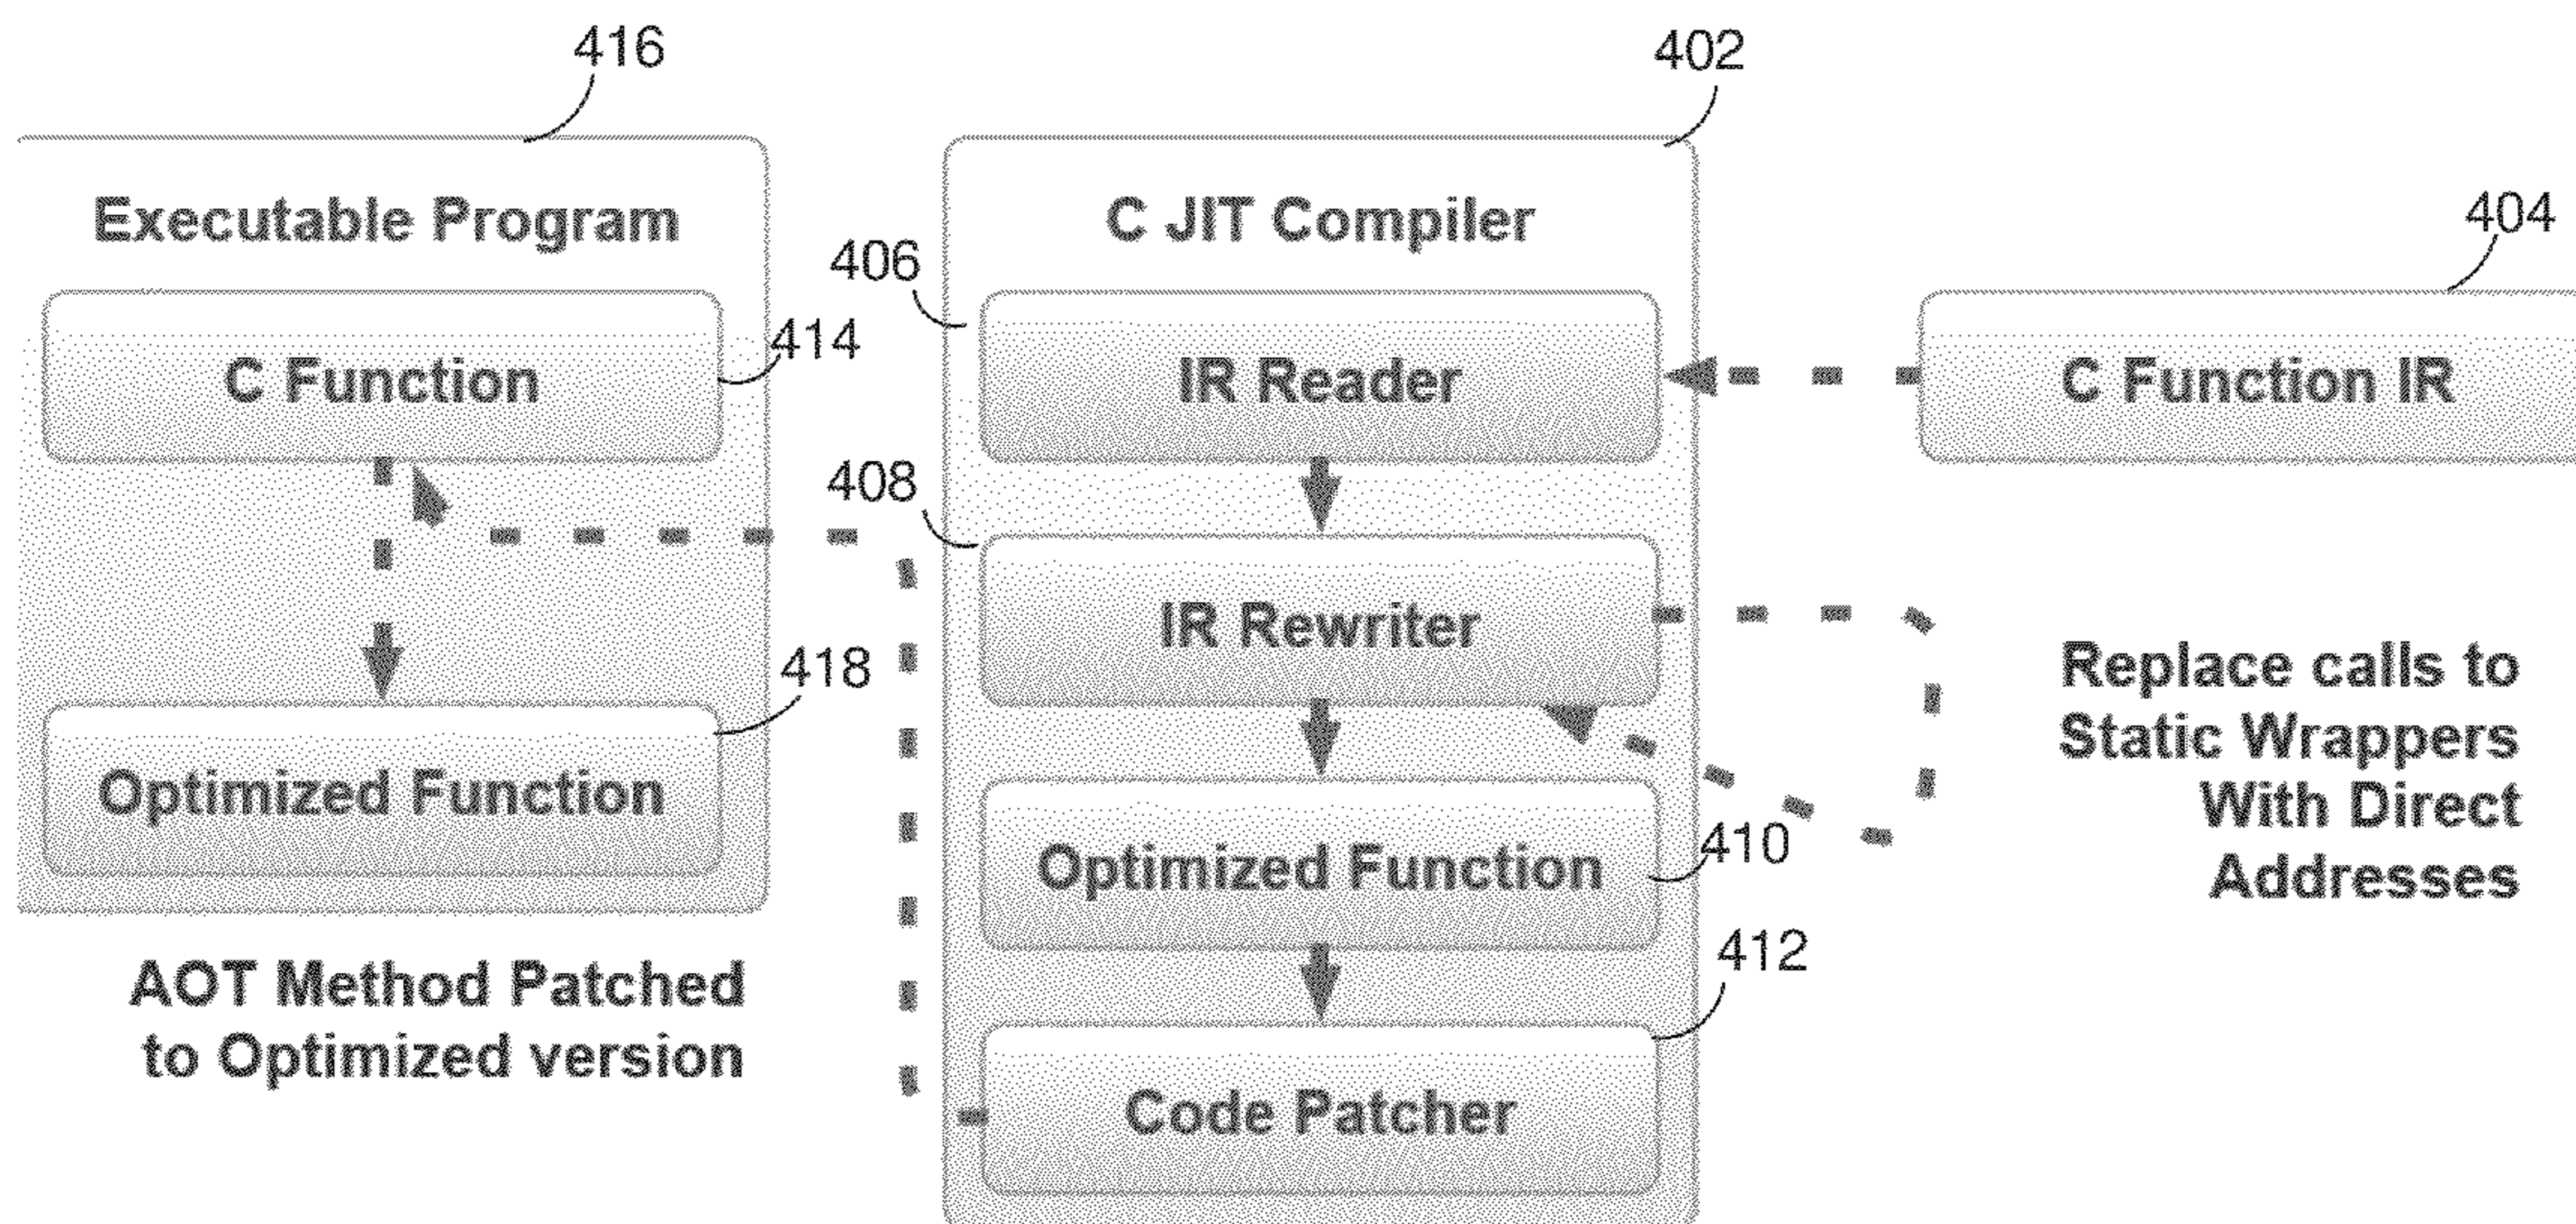 416
402
Executable Program
C JIT Compiler
404
406
C Function
414
IR Reader
C Function IR
408
IR Rewriter
418
Replace calls to
Static Wrappers
With Direct
Addresses
Optimized Function
410
Optimized Function
412
AOT Method Patched
to Optimized version
Code Patcher